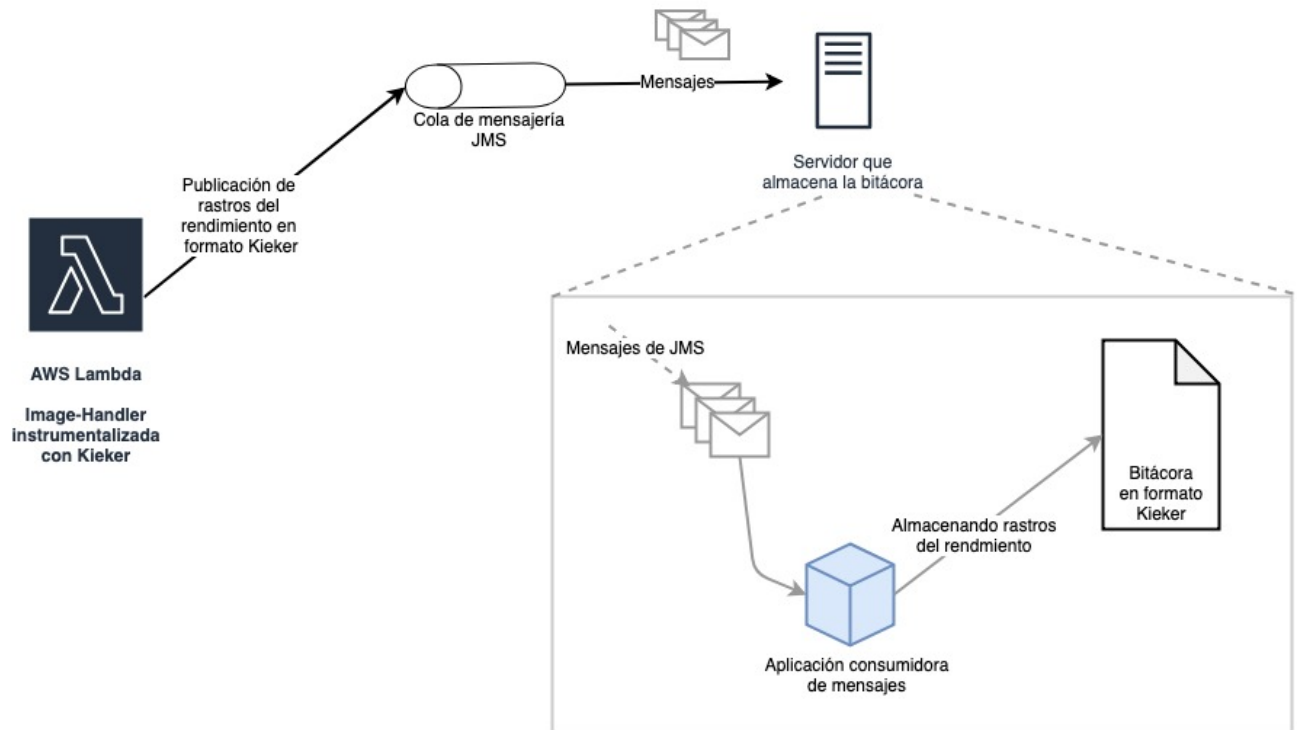 Mensajes
Cola de mensajería
JMS
Servidor que
almacena la bitácora
Publicación de
rastros del
rendimiento en
formato Kieker
AWS Lambda
Image-Handler
instrumentalizada
con Kieker
Mensajes de JMS
Bitácora
en formato
Kieker
Almacenando rastros
del rendmiento
Aplicación consumidora
de mensajes